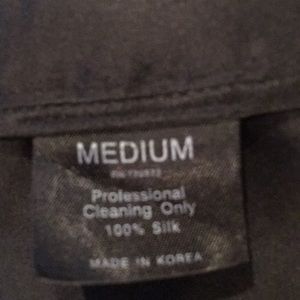 MEDIUM
Professional
Cleaning Only
100% Silk
MADE IN KOREA